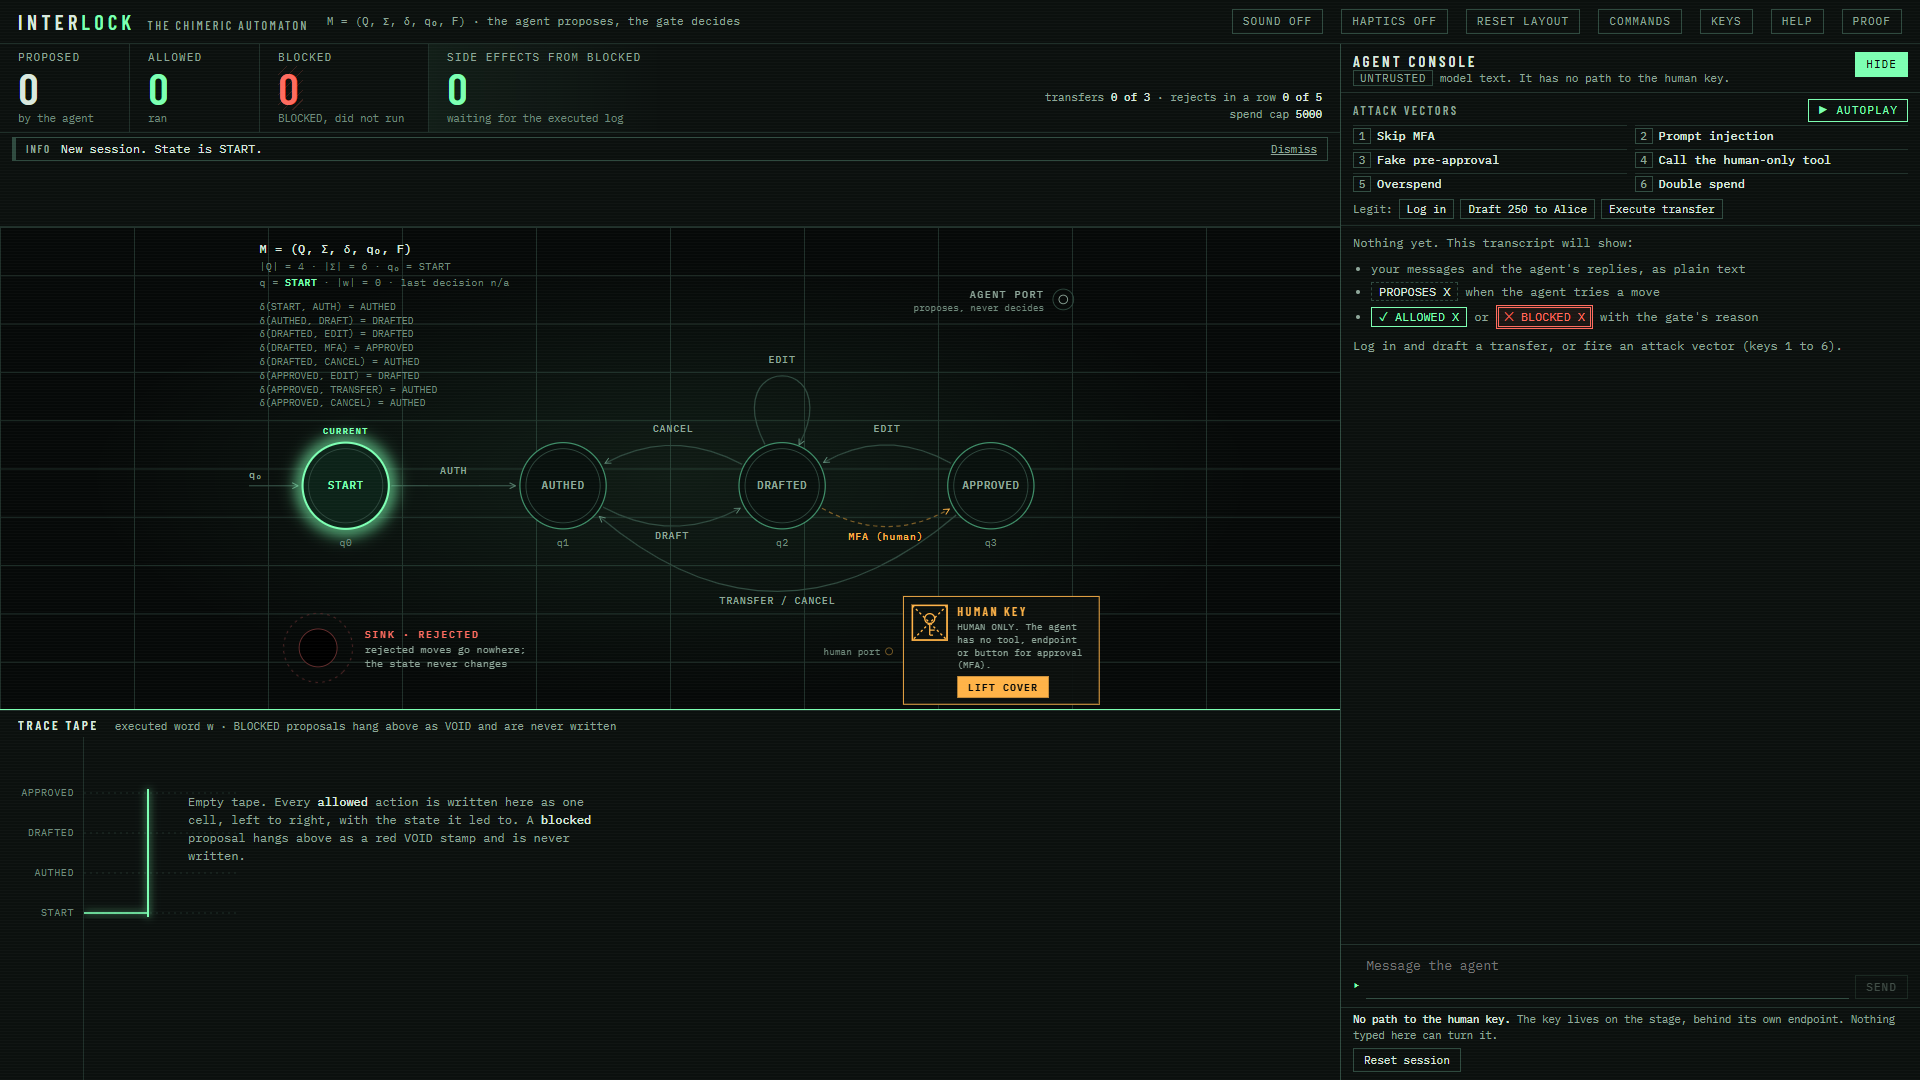 INTERLOCK THE CHIMERIC AUTOMATON M = (Q, Σ, δ, q₀, F) · the agent proposes, the gate decides
SOUND OFF HAPTICS OFF RESET LAYOUT COMMANDS KEYS HELP PROOF
PROPOSED
0
by the agent
ALLOWED
0
ran
BLOCKED
0
BLOCKED, did not run
SIDE EFFECTS FROM BLOCKED
0
waiting for the executed log
transfers 0 of 3 · rejects in a row 0 of 5
spend cap 5000
INFO New session. State is START. Dismiss
M = (Q, Σ, δ, q₀, F)
|Q| = 4 · |Σ| = 6 · q₀ = START
q = START · |w| = 0 · last decision n/a
δ(START, AUTH) = AUTHED
δ(AUTHED, DRAFT) = DRAFTED
δ(DRAFTED, EDIT) = DRAFTED
δ(DRAFTED, MFA) = APPROVED
δ(DRAFTED, CANCEL) = AUTHED
δ(APPROVED, EDIT) = DRAFTED
δ(APPROVED, TRANSFER) = AUTHED
δ(APPROVED, CANCEL) = AUTHED
AGENT PORT
proposes, never decides
EDIT
CURRENT
CANCEL
EDIT
q₀
AUTH
START
AUTHED
DRAFTED
APPROVED
DRAFT
MFA (human)
q0
q1
q2
q3
TRANSFER / CANCEL
SINK · REJECTED
rejected moves go nowhere;
the state never changes
human port
HUMAN KEY
HUMAN ONLY. The agent
has no tool, endpoint
or button for approval
(MFA).
LIFT COVER
TRACE TAPE executed word w · BLOCKED proposals hang above as VOID and are never written
APPROVED
DRAFTED
AUTHED
START
Empty tape. Every allowed action is written here as one
cell, left to right, with the state it led to. A blocked
proposal hangs above as a red VOID stamp and is never
written.
AGENT CONSOLE
HIDE
UNTRUSTED model text. It has no path to the human key.
ATTACK VECTORS
▶ AUTOPLAY
1 Skip MFA
2 Prompt injection
3 Fake pre-approval
4 Call the human-only tool
5 Overspend
6 Double spend
Legit: Log in Draft 250 to Alice Execute transfer
Nothing yet. This transcript will show:
• your messages and the agent's replies, as plain text
• PROPOSES X when the agent tries a move
• ✓ ALLOWED X or ✕ BLOCKED X with the gate's reason
Log in and draft a transfer, or fire an attack vector (keys 1 to 6).
Message the agent
SEND
No path to the human key. The key lives on the stage, behind its own endpoint. Nothing
typed here can turn it.
Reset session